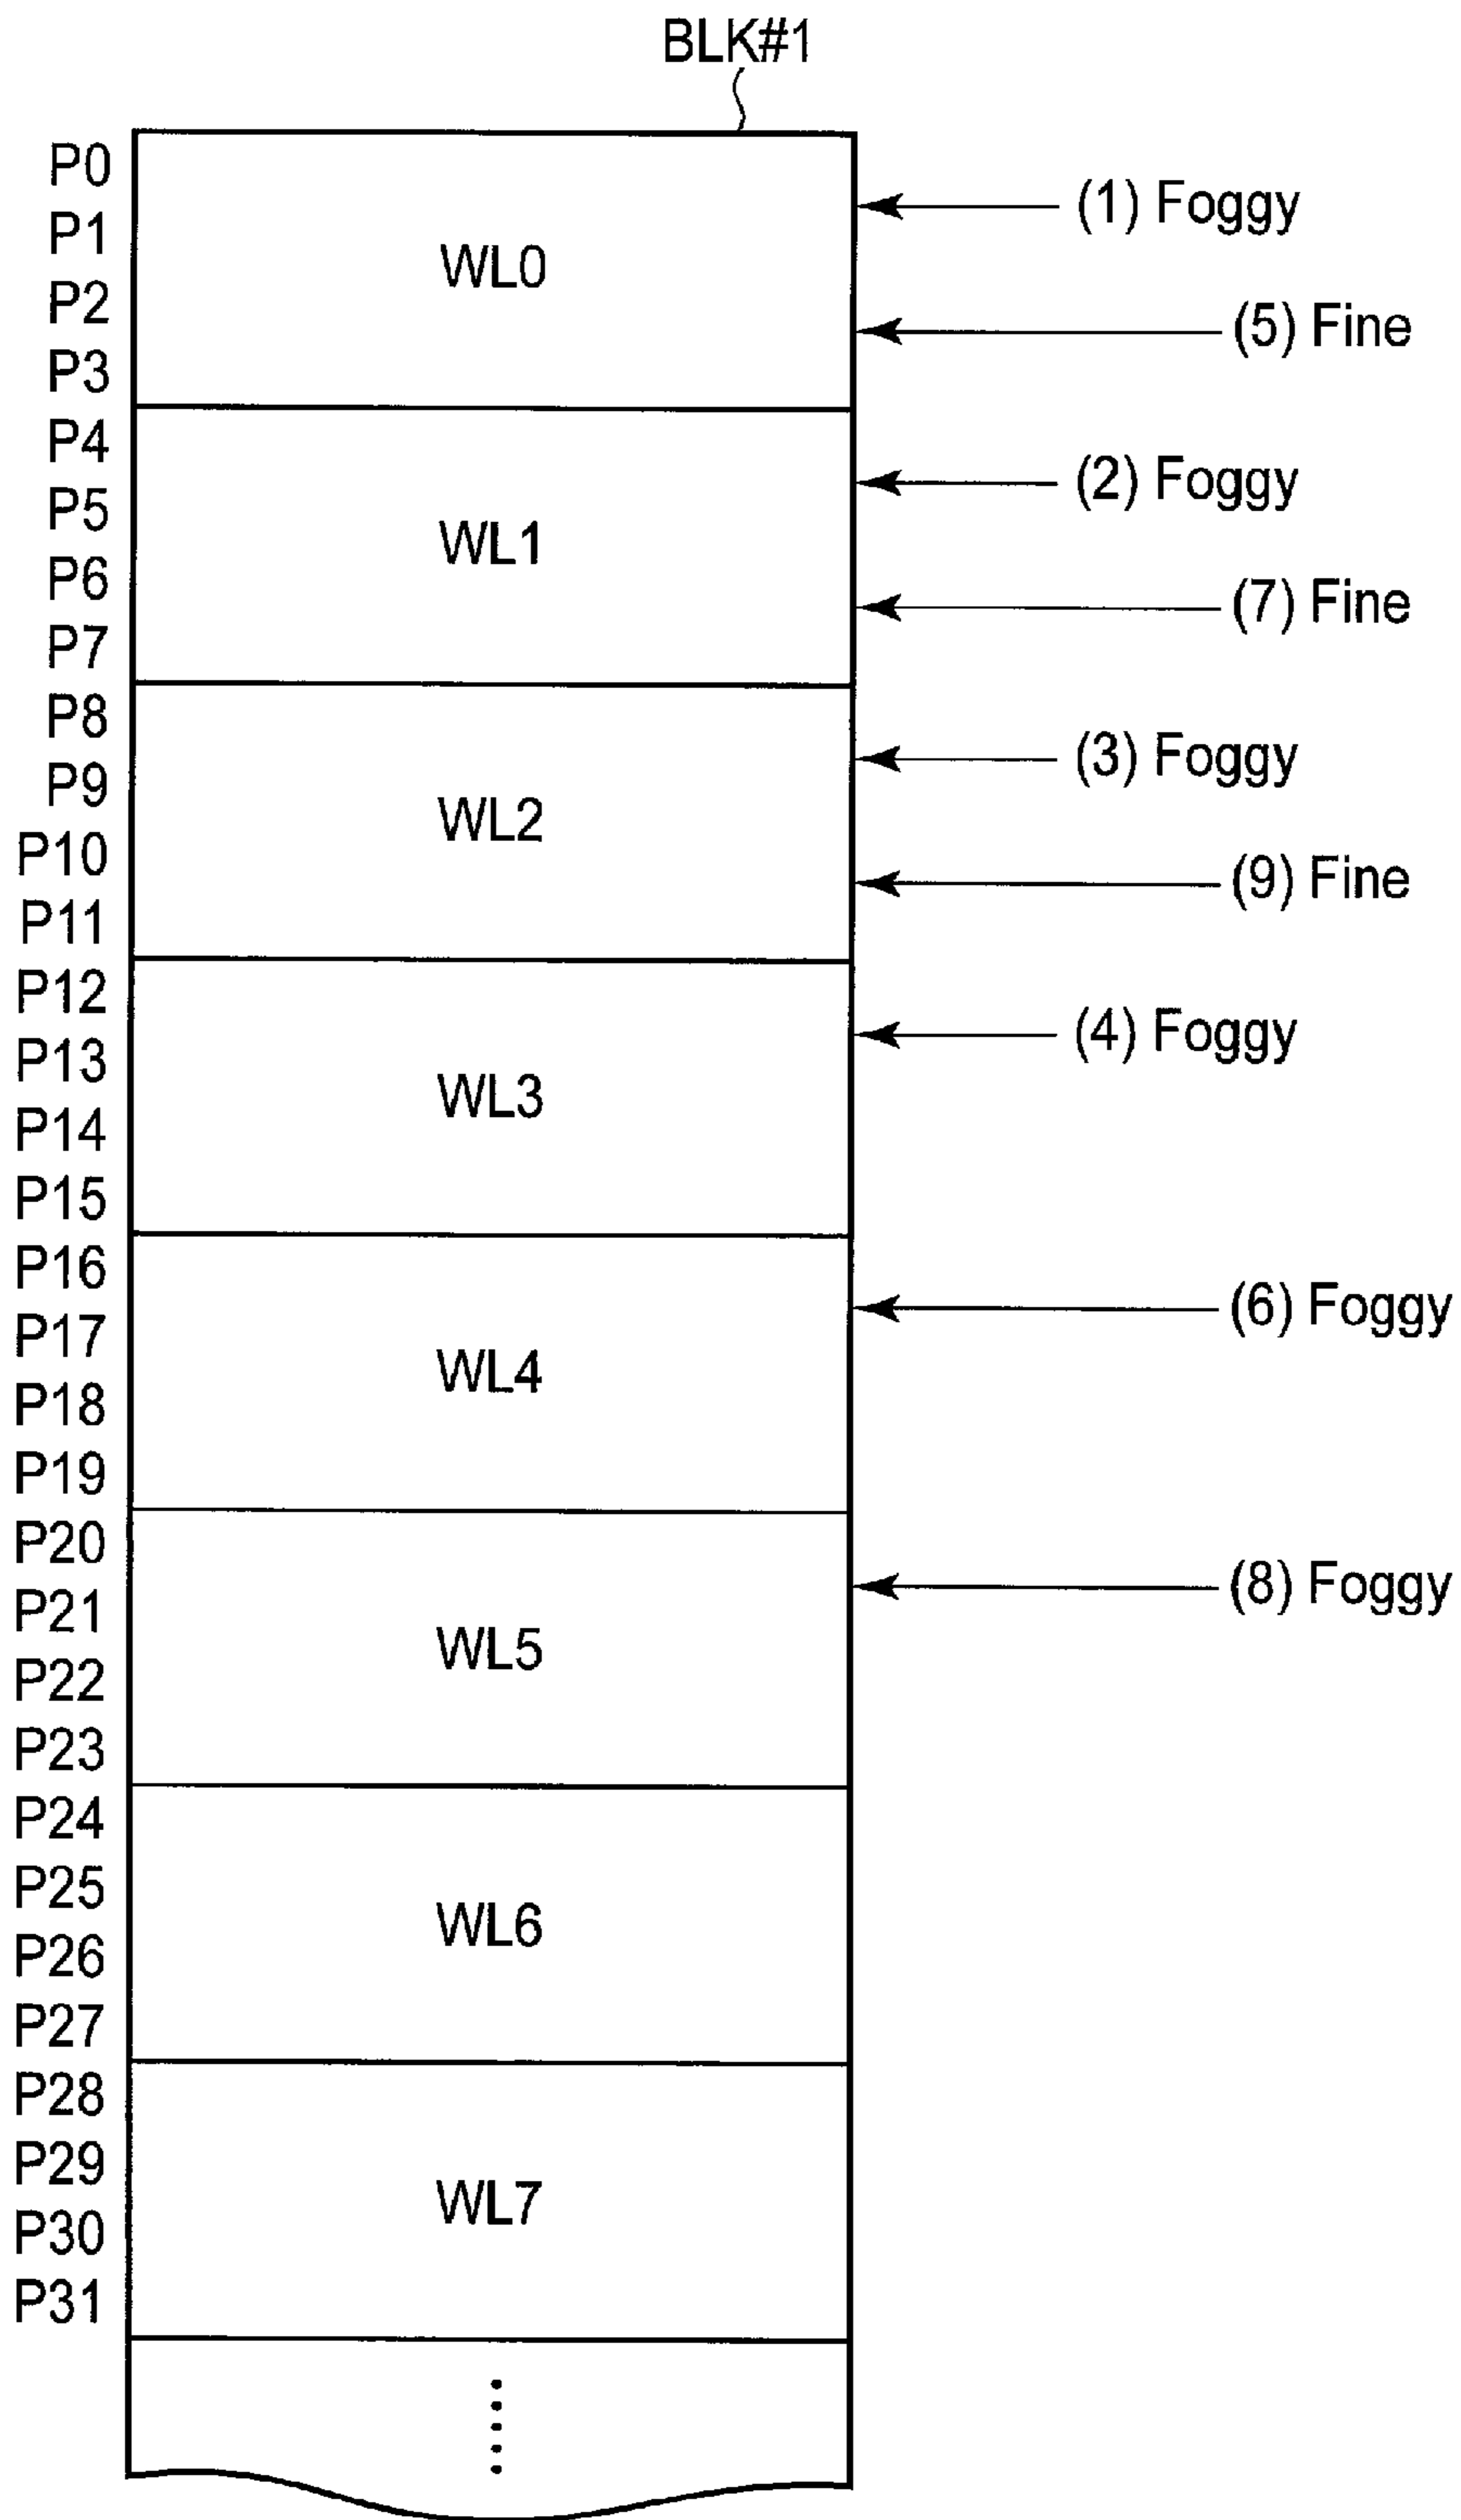 BLK#1
P0
(1) Foggy
P1
WL0
P2
(5) Fine
P3
P4
(2) Foggy
P5
WL1
P6
(7) Fine
P7
P8
(3) Foggy
P9
WL2
P10
(9) Fine
P11
P12
(4) Foggy
P13
WL3
P14
P15
P16
(6) Foggy
P17
WL4
P18
P19
P20
(8) Foggy
P21
WL5
P22
P23
P24
P25
WL6
P26
P27
P28
P29
WL7
P30
P31